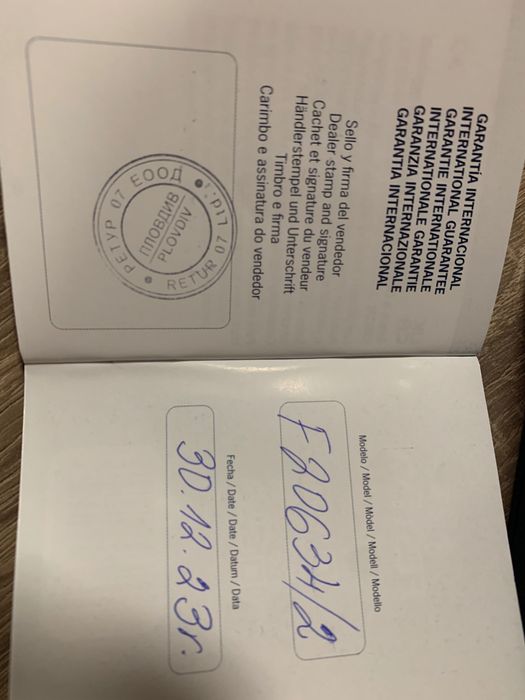 GARANTÍA INTERNACIONAL
INTERNATIONAL GUARANTEE
GARANTIE INTERNATIONALE
INTERNATIONALE GARANTIE
GARANZIA INTERNAZIONALE
GARANTIA INTERNACIONAL
Sello y firma del vendedor
Dealer stamp and signature
Cachet et signature du vendeur
Händlerstempel und Unterschrift
Timbro e firma
Carimbo e assinatura do vendedor
РЕТУР 07 ЕООД
RETUR 07 Ltd.
ПЛОВДИВ
PLOVDIV
Modelo / Model / Mòdel / Modell / Modello
F20634/2
Fecha / Date / Date / Datum / Data
30.12.23г.